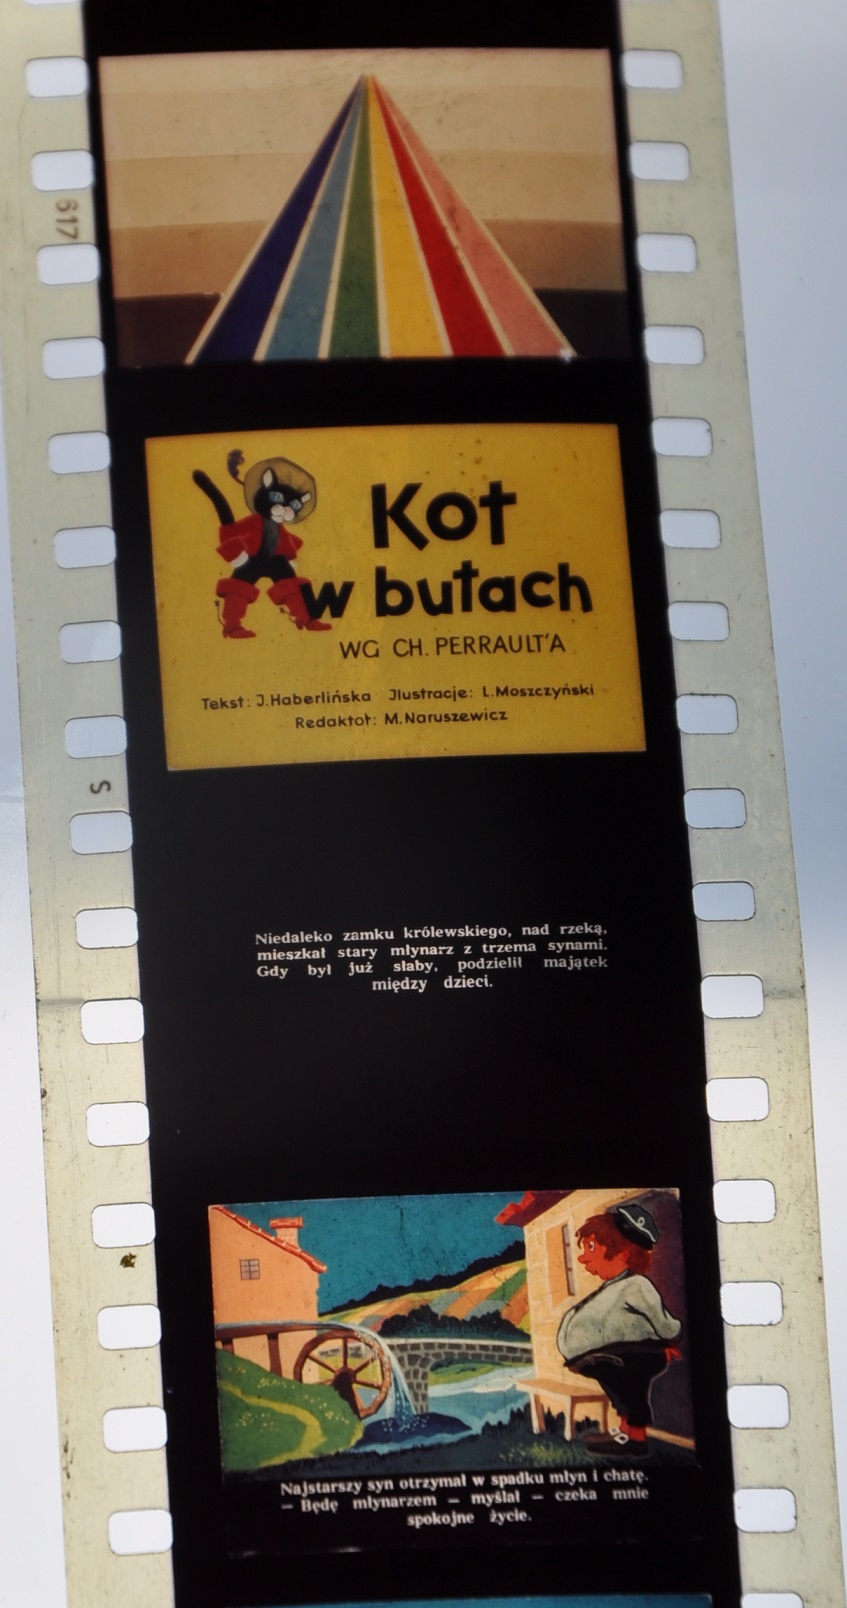 617
Kot
w butach
WG CH. PERRAULT'A
Tekst: J.Haberlińska Jlustracje: L.Moszczyński
Redaktor: M.Naruszewicz
S
Niedaleko zamku królewskiego, nad rzeką,
mieszkał stary młynarz z trzema synami.
Gdy był już słaby, podzielił majątek
między dzieci.
Najstarszy syn otrzymał w spadku młyn i chatę.
— Będę młynarzem — myślał — czeka mnie
spokojne życie.